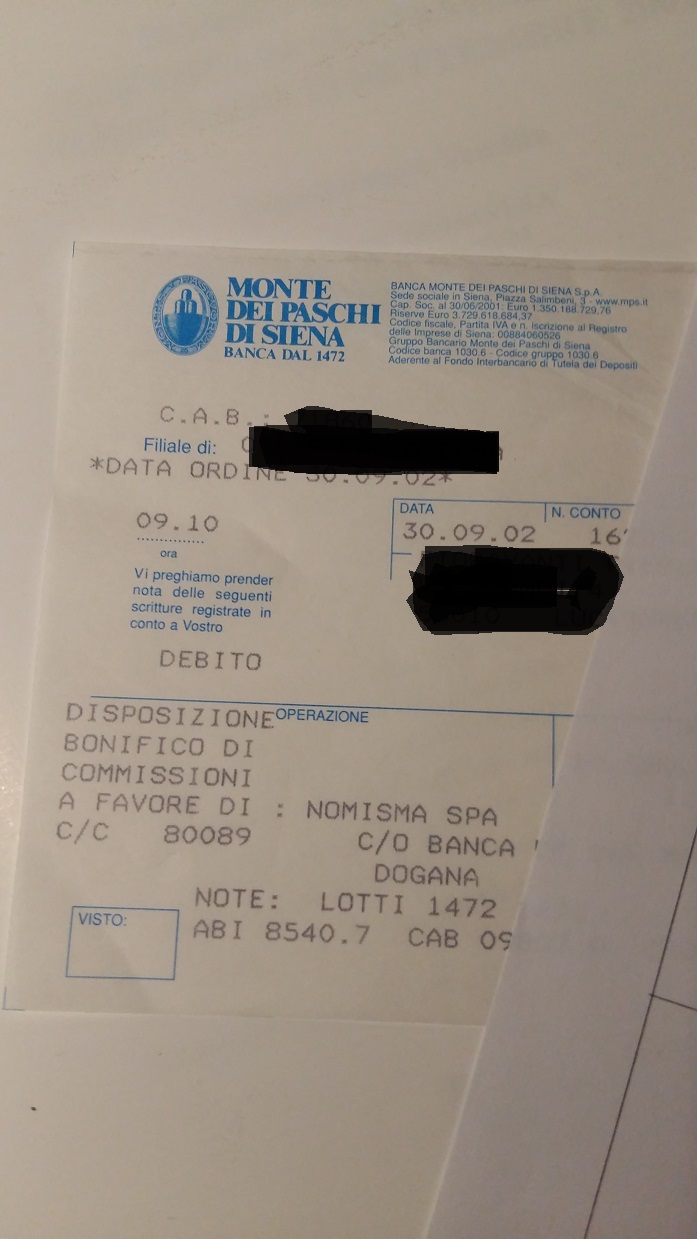 MONTE
DEI PASCHI
DI SIENA
BANCA DAL 1472
BANCA MONTE DEI PASCHI DI SIENA S.p.A.
Sede sociale in Siena, Piazza Salimbeni, 3 - www.mps.it
Cap. Soc. al 30/06/2001: Euro 1.350.188.729,76
Riserve Euro 3.729.618.684,37
Codice fiscale, Partita IVA e n. iscrizione al Registro
delle Imprese di Siena: 00884060526
Gruppo Bancario Monte dei Paschi di Siena
Codice banca 1030.6 - Codice gruppo 1030.6
Aderente al Fondo Interbancario di Tutela dei Depositi
C.A.B.:
Filiale di:
*DATA ORDINE 30.09.02*
09.10
ora
DATA
N. CONTO
30.09.02
16
Vi preghiamo prender
nota delle seguenti
scritture registrate in
conto a Vostro
DEBITO
DISPOSIZIONE OPERAZIONE
BONIFICO DI
COMMISSIONI
A FAVORE DI : NOMISMA SPA
C/C 80089 C/O BANCA
DOGANA
NOTE: LOTTI 1472
ABI 8540.7 CAB 09
VISTO: